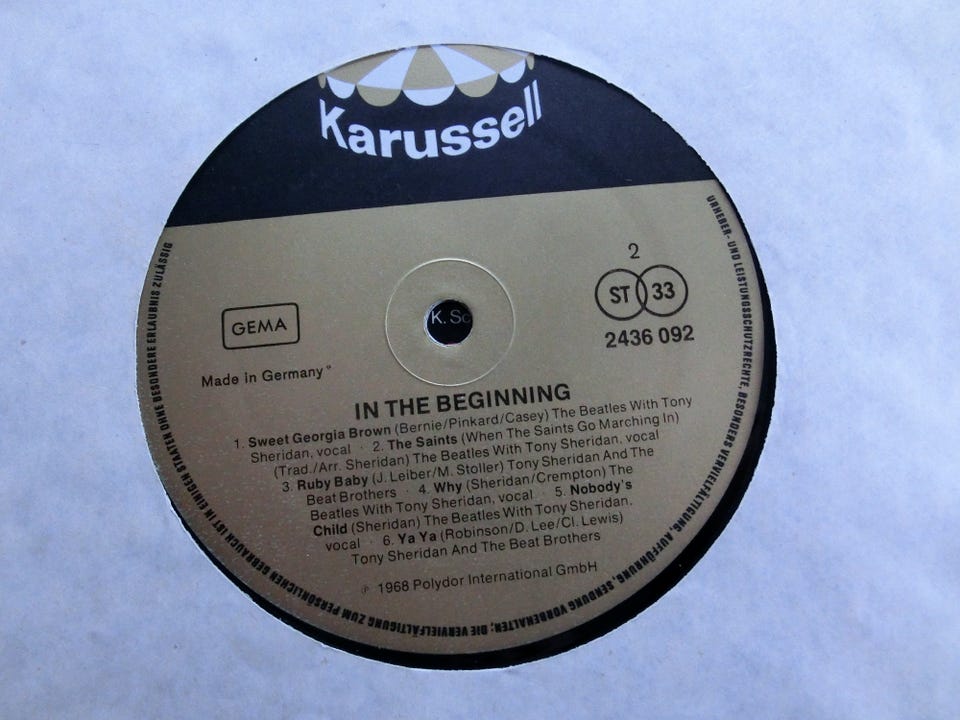 Karussell
2
ST 33
2436 092
GEMA
K. Sc
Made in Germany°
IN THE BEGINNING
1. Sweet Georgia Brown (Bernie/Pinkard/Casey) The Beatles With Tony
Sheridan, vocal · 2. The Saints (When The Saints Go Marching In)
(Trad./Arr. Sheridan) The Beatles With Tony Sheridan, vocal
3. Ruby Baby (J. Leiber/M. Stoller) Tony Sheridan And The
Beat Brothers · 4. Why (Sheridan/Crempton) The
Beatles With Tony Sheridan, vocal · 5. Nobody's
Child (Sheridan) The Beatles With Tony Sheridan,
vocal · 6. Ya Ya (Robinson/D. Lee/Cl. Lewis)
Tony Sheridan And The Beat Brothers
℗ 1968 Polydor International GmbH
URHEBER- UND LEISTUNGSSCHUTZRECHTE, BESONDERS VERVIELFÄLTIGUNG, AUFFÜHRUNG, SENDUNG VORBEHALTEN; DIE VERVIELFÄLTIGUNG ZUM PERSÖNLICHEN GEBRAUCH IST IN EINIGEN STAATEN OHNE BESONDERE ERLAUBNIS ZULÄSSIG